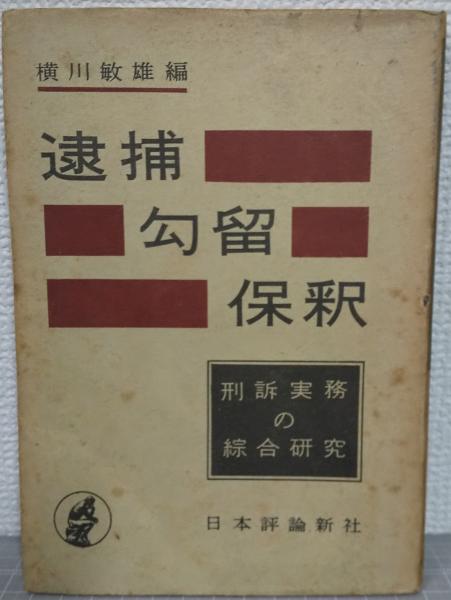 横川敏雄編
逮捕
勾留
保釈
刑訴実務
の
綜合研究
日本評論新社